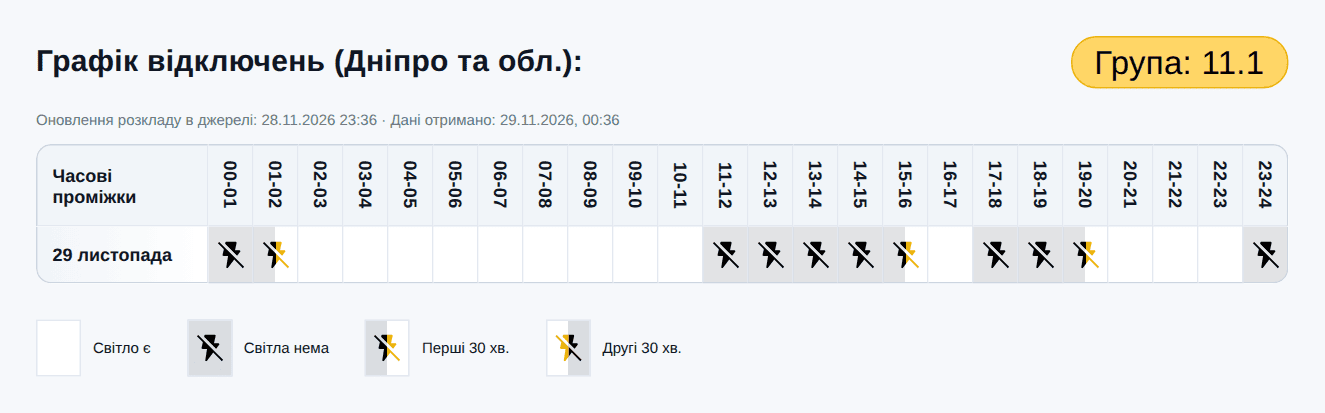 Графік відключень (Дніпро та обл.):
Група: 11.1
Оновлення розкладу в джерелі: 28.11.2026 23:36 · Дані отримано: 29.11.2026, 00:36
Часові
проміжки
00-01
01-02
02-03
03-04
04-05
05-06
06-07
07-08
08-09
09-10
10-11
11-12
12-13
13-14
14-15
15-16
16-17
17-18
18-19
19-20
20-21
21-22
22-23
23-24
29 листопада
Світло є
Світла нема
Перші 30 хв.
Другі 30 хв.